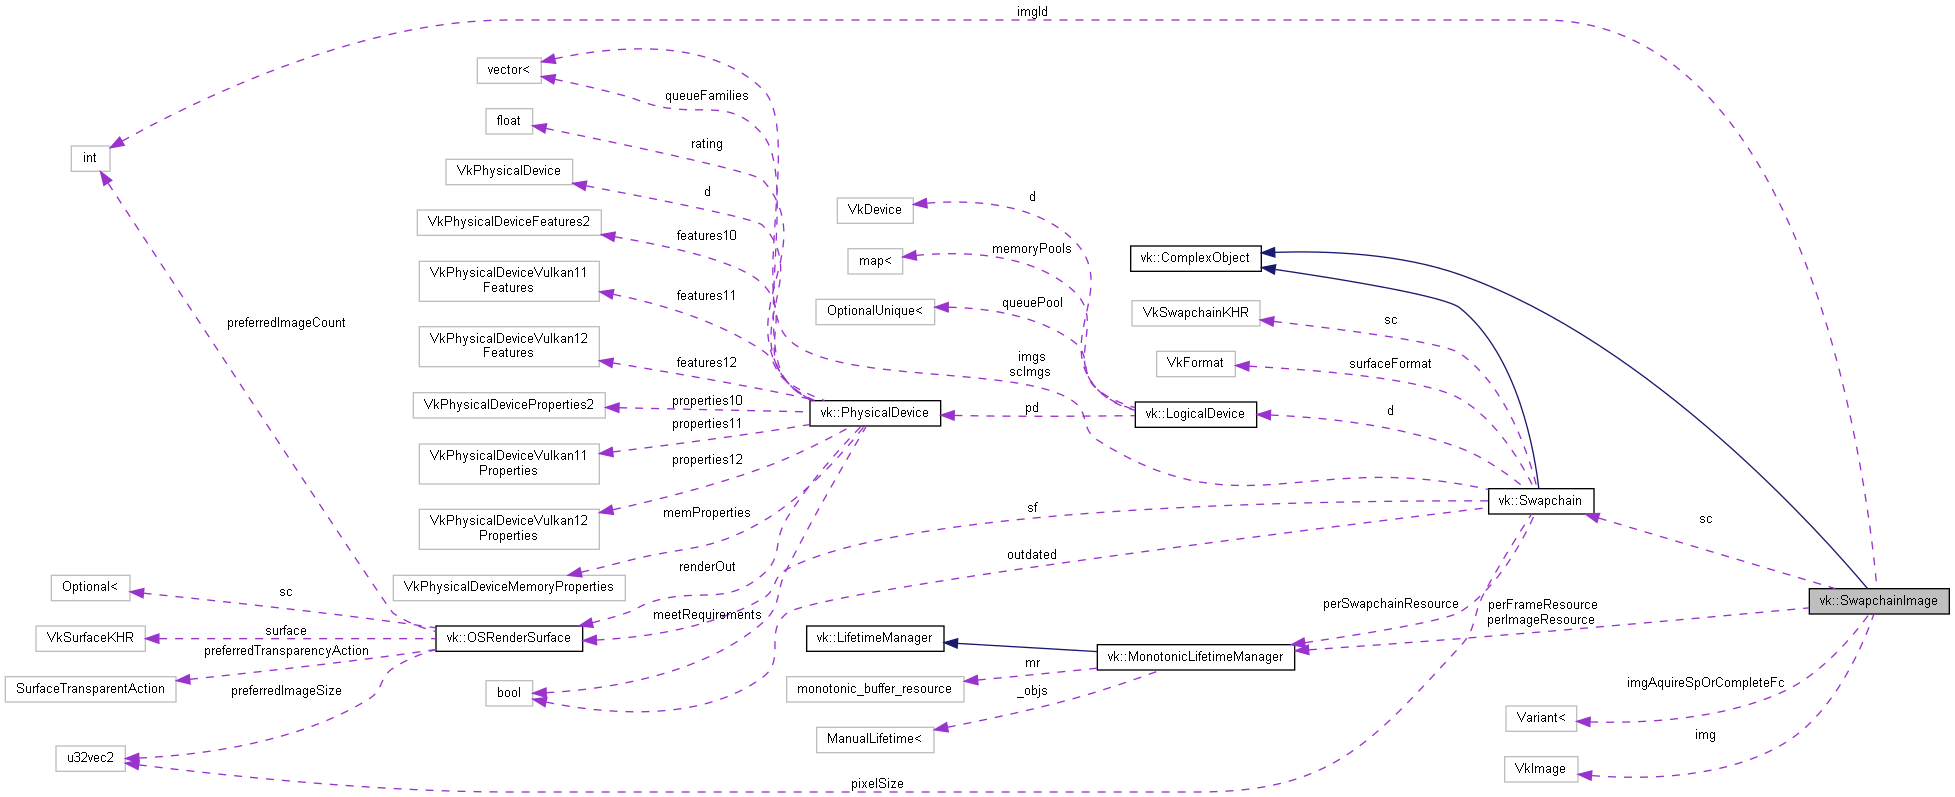 imgId
vector<
queueFamilies
float
rating
int
VkPhysicalDevice
d
VkPhysicalDeviceFeatures2
features10
VkPhysicalDeviceVulkan11
Features
features11
VkPhysicalDeviceVulkan12
Features
features12
VkPhysicalDeviceProperties2
properties10
properties11
VkPhysicalDeviceVulkan11
Properties
properties12
VkPhysicalDeviceVulkan12
Properties
memProperties
VkPhysicalDeviceMemoryProperties
renderOut
meetRequirements
preferredImageCount
Optional<
sc
VkSurfaceKHR
surface
preferredTransparencyAction
SurfaceTransparentAction
preferredImageSize
u32vec2
vk::OSRenderSurface
bool
vk::PhysicalDevice
VkDevice
d
map<
memoryPools
OptionalUnique<
queuePool
imgs
scImgs
pd
vk::LogicalDevice
vk::ComplexObject
VkSwapchainKHR
sc
VkFormat
surfaceFormat
d
vk::Swapchain
sf
outdated
sc
vk::SwapchainImage
perSwapchainResource
perFrameResource
perImageResource
vk::LifetimeManager
vk::MonotonicLifetimeManager
mr
monotonic_buffer_resource
_objs
ManualLifetime<
imgAquireSpOrCompleteFc
Variant<
img
VkImage
pixelSize